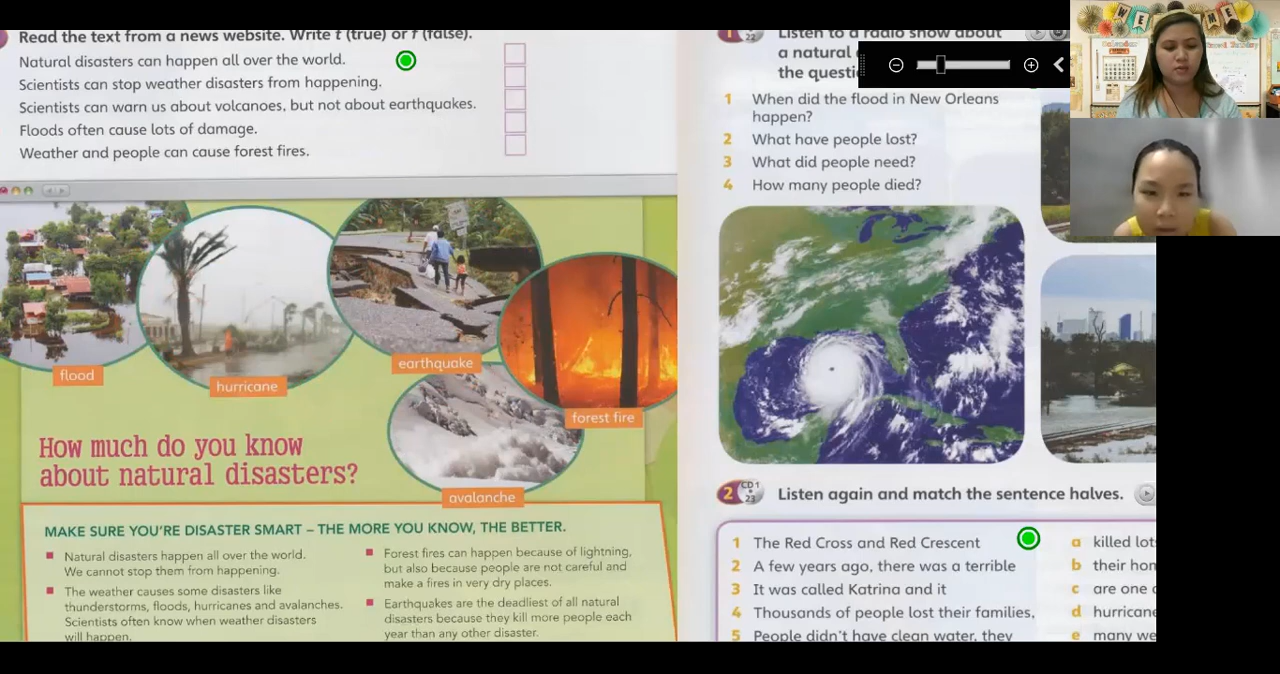 Read the text from a news website. Write t (true) or f (false).
Natural disasters can happen all over the world.
Scientists can stop weather disasters from happening.
Scientists can warn us about volcanoes, but not about earthquakes.
Floods often cause lots of damage.
Weather and people can cause forest fires.
flood
hurricane
earthquake
forest fire
avalanche
How much do you know
about natural disasters?
MAKE SURE YOU'RE DISASTER SMART – THE MORE YOU KNOW, THE BETTER.
Natural disasters happen all over the world.
We cannot stop them from happening.
The weather causes some disasters like
thunderstorms, floods, hurricanes and avalanches.
Scientists often know when weather disasters
will happen.
Forest fires can happen because of lightning,
but also because people are not careful and
make a fires in very dry places.
Earthquakes are the deadliest of all natural
disasters because they kill more people each
year than any other disaster.
1 22 Listen to a radio show about
a natural
the questi
1 When did the flood in New Orleans
happen?
2 What have people lost?
3 What did people need?
4 How many people died?
2 CD 1 23 Listen again and match the sentence halves.
1 The Red Cross and Red Crescent
2 A few years ago, there was a terrible
3 It was called Katrina and it
4 Thousands of people lost their families,
5 People didn't have clean water, they
a killed lot
b their hom
c are one
d hurricane
e many we
WE ME